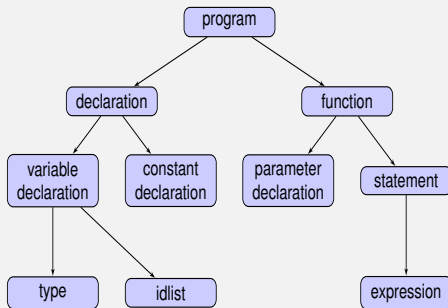 program
declaration
function
variable
declaration
constant
declaration
parameter
declaration
statement
type
idlist
expression